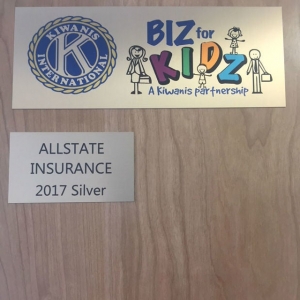 KIWANIS
INTERNATIONAL
K
BIZ for
KIDZ
A Kiwanis partnership
ALLSTATE
INSURANCE
2017 Silver